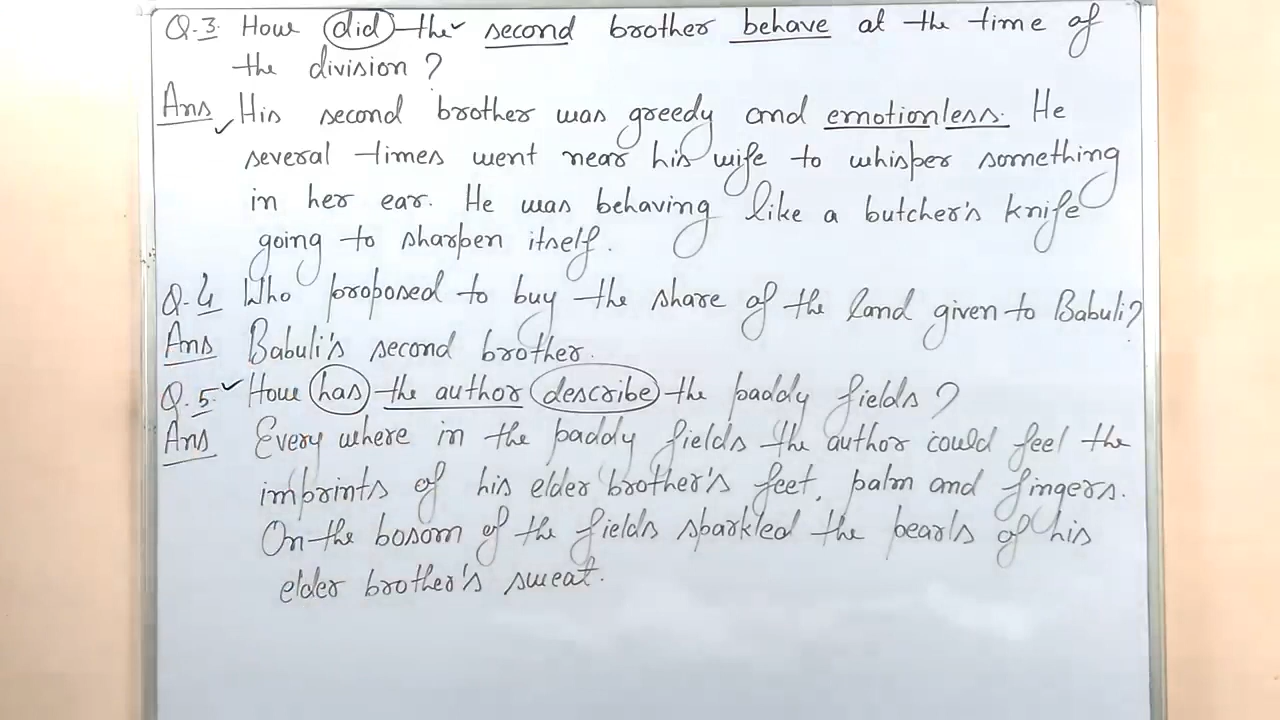 Q.3. How did the second brother behave at the time of
the division ?
Ans His second brother was greedy and emotionless. He
several times went near his wife to whisper something
in her ear. He was behaving like a butcher's knife
going to sharpen itself.
Q.4 Who proposed to buy the share of the land given to Babuli?
Ans Babuli's second brother.
Q.5 How has the author describe the paddy fields ?
Ans Every where in the paddy fields the author could feel the
imprints of his elder brother's feet, palm and fingers.
On the bosom of the fields sparkled the pearls of his
elder brother's sweat.